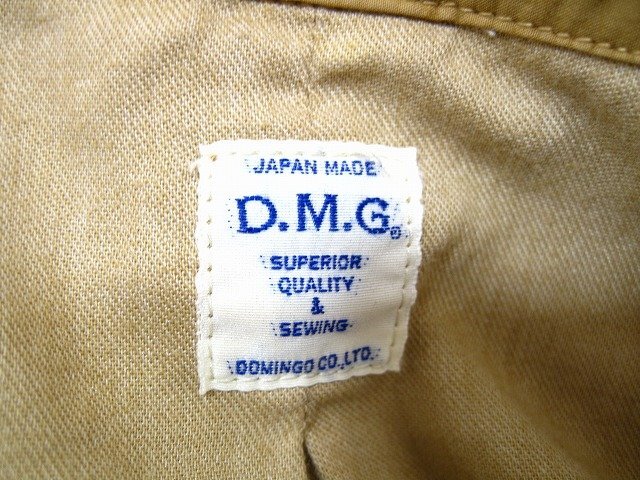 JAPAN MADE
D.M.G®
SUPERIOR
QUALITY
&
SEWING
DOMINGO CO.,LTD.